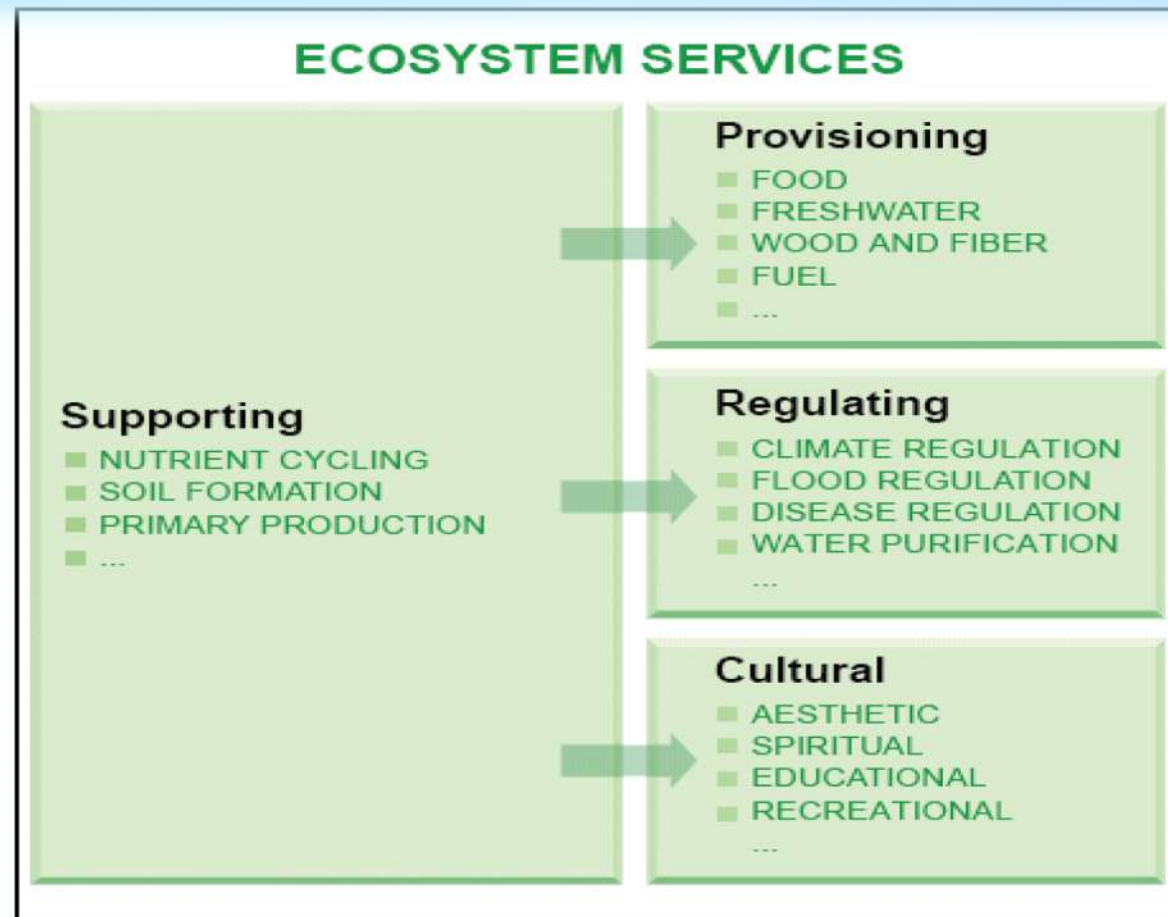 ECOSYSTEM SERVICES
Supporting
NUTRIENT CYCLING
SOIL FORMATION
PRIMARY PRODUCTION
...
Provisioning
FOOD
FRESHWATER
WOOD AND FIBER
FUEL
...
Regulating
CLIMATE REGULATION
FLOOD REGULATION
DISEASE REGULATION
WATER PURIFICATION
...
Cultural
AESTHETIC
SPIRITUAL
EDUCATIONAL
RECREATIONAL
...